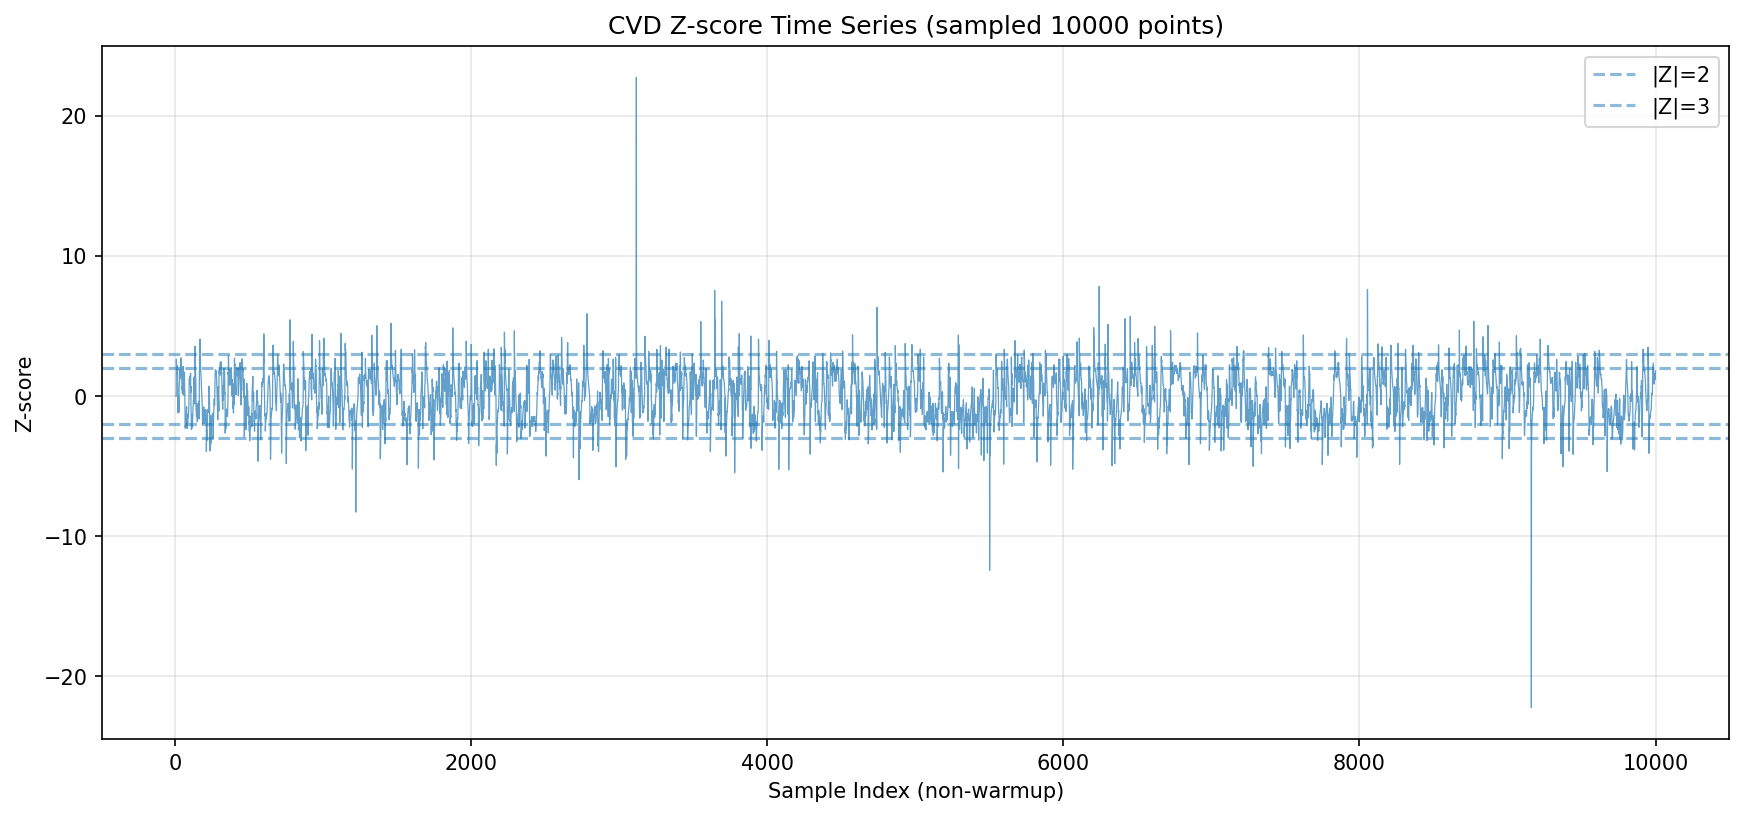 CVD Z-score Time Series (sampled 10000 points)
|Z|=2
|Z|=3
20
10
0
−10
−20
Z-score
0
2000
4000
6000
8000
10000
Sample Index (non-warmup)